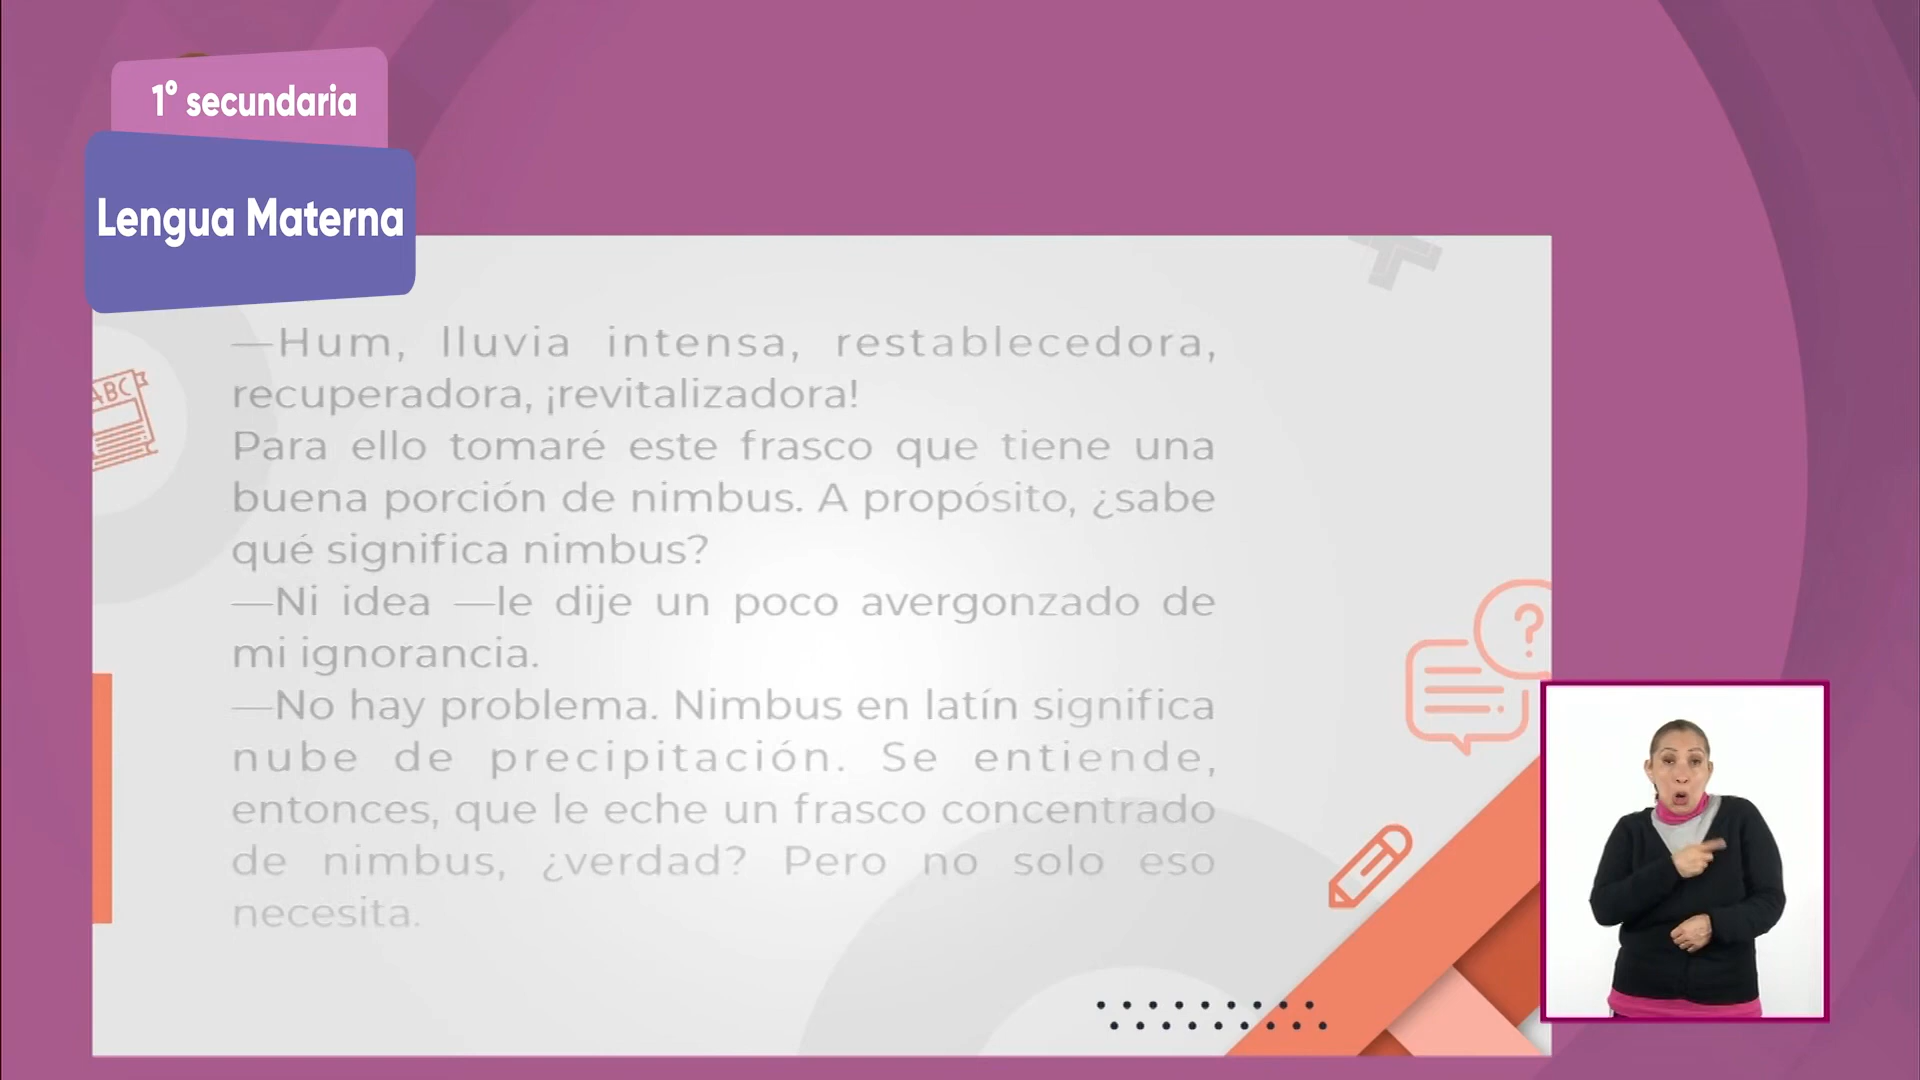 1° secundaria
Lengua Materna
ABC
—Hum, lluvia intensa, restablecedora,
recuperadora, ¡revitalizadora!
Para ello tomaré este frasco que tiene una
buena porción de nimbus. A propósito, ¿sabe
qué significa nimbus?
—Ni idea —le dije un poco avergonzado de
mi ignorancia.
—No hay problema. Nimbus en latín significa
nube de precipitación. Se entiende,
entonces, que le eche un frasco concentrado
de nimbus, ¿verdad? Pero no solo eso
necesita.
?